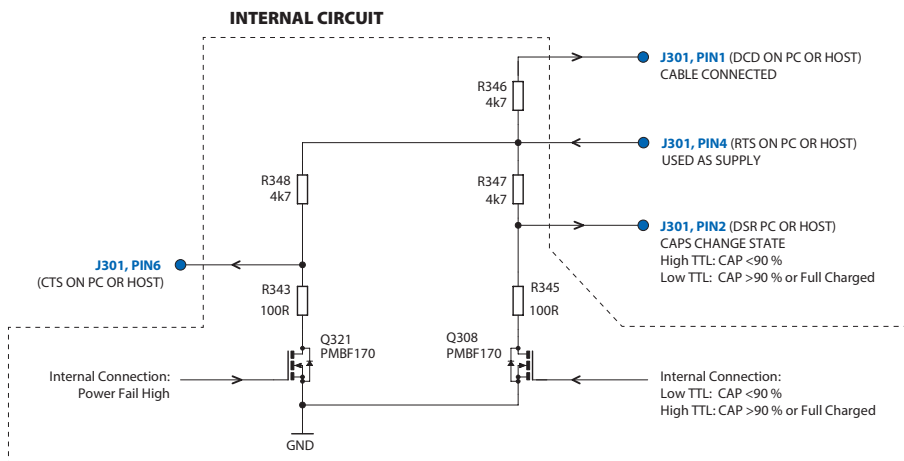 INTERNAL CIRCUIT
J301, PIN1 (DCD ON PC OR HOST)
CABLE CONNECTED
R346
4k7
J301, PIN4 (RTS ON PC OR HOST)
USED AS SUPPLY
R348
4k7
R347
4k7
J301, PIN2 (DSR PC OR HOST)
CAPS CHANGE STATE
High TTL: CAP <90 %
Low TTL: CAP >90 % or Full Charged
J301, PIN6
(CTS ON PC OR HOST)
R343
100R
R345
100R
Q321
PMBF170
Q308
PMBF170
Internal Connection:
Power Fail High
Internal Connection:
Low TTL: CAP <90 %
High TTL: CAP >90 % or Full Charged
GND